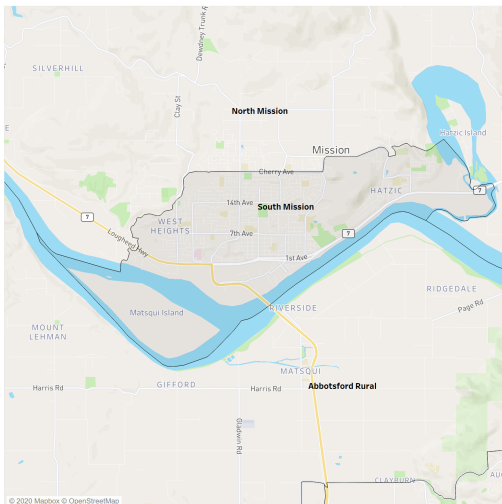 Dewdney Trunk R
SILVERHILL
Clay St
North Mission
Hatzic Island
E
Mission
Cherry Ave
7
HATZIC
14th Ave
South Mission
WEST
HEIGHTS
7
7th Ave
7
Lougheed Hwy
1st Ave
RIDGEDALE
Page Rd
Matsqui Island
RIVERSIDE
MOUNT
LEHMAN
MATSQUI
Harris Rd
GIFFORD
Harris Rd
Abbotsford Rural
Gladwin Rd
CLAYBURN
AU
© 2020 Mapbox © OpenStreetMap